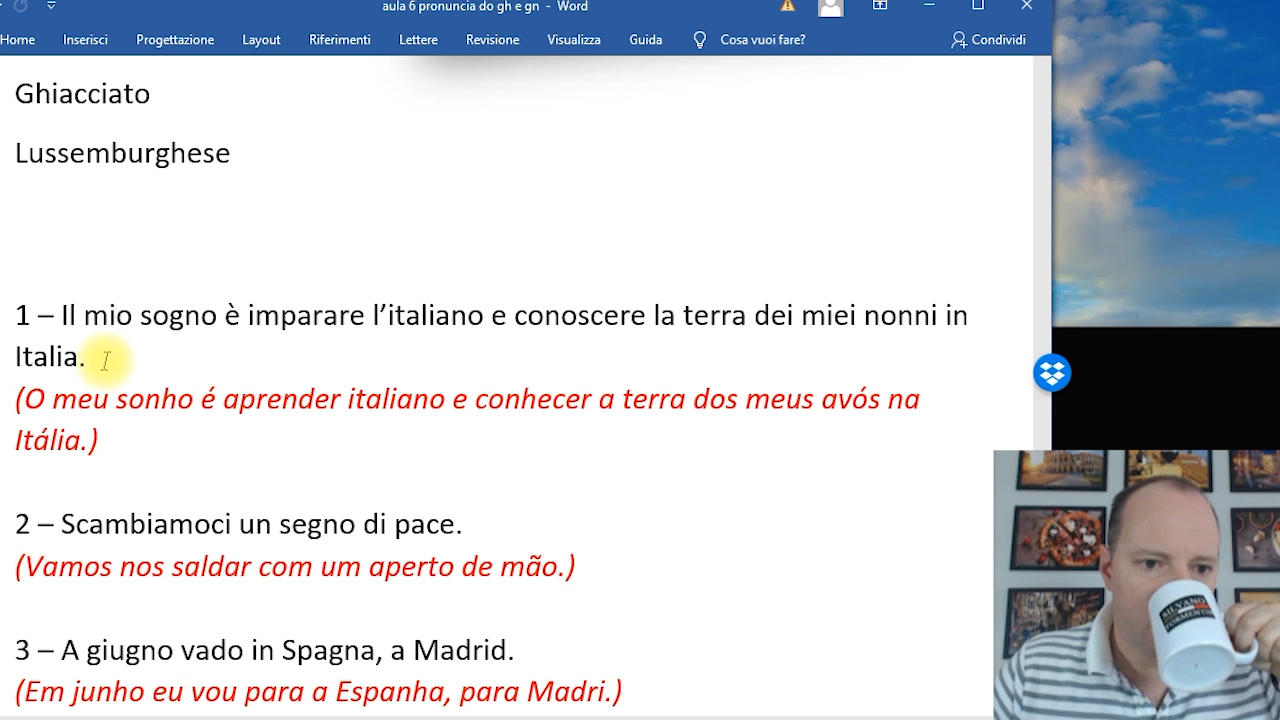 aula 6 pronuncia do gh e gn - Word
Home Inserisci Progettazione Layout Riferimenti Lettere Revisione Visualizza Guida Cosa vuoi fare? Condividi
Ghiacciato
Lussemburghese
1 – Il mio sogno è imparare l’italiano e conoscere la terra dei miei nonni in
Italia.
(O meu sonho é aprender italiano e conhecer a terra dos meus avós na
Itália.)
2 – Scambiamoci un segno di pace.
(Vamos nos saldar com um aperto de mão.)
3 – A giugno vado in Spagna, a Madrid.
(Em junho eu vou para a Espanha, para Madri.)
SILVANO
FORMENTIN